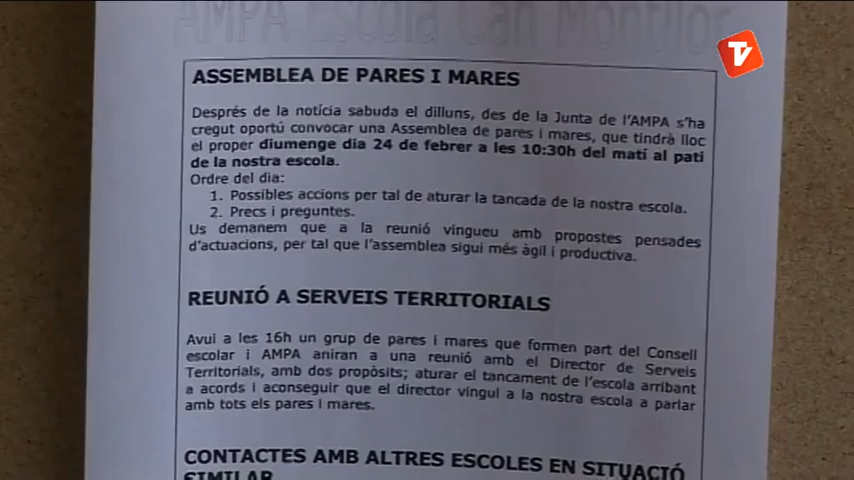 AMPA Escola Can Montllor
TV
ASSEMBLEA DE PARES I MARES
Després de la notícia sabuda el dilluns, des de la Junta de l'AMPA s'ha
cregut oportú convocar una Assemblea de pares i mares, que tindrà lloc
el proper diumenge dia 24 de febrer a les 10:30h del matí al pati
de la nostra escola.
Ordre del dia:
1. Possibles accions per tal de aturar la tancada de la nostra escola.
2. Precs i preguntes.
Us demanem que a la reunió vingueu amb propostes pensades
d'actuacions, per tal que l'assemblea sigui més àgil i productiva.
REUNIÓ A SERVEIS TERRITORIALS
Avui a les 16h un grup de pares i mares que formen part del Consell
escolar i AMPA aniran a una reunió amb el Director de Serveis
Territorials, amb dos propòsits; aturar el tancament de l'escola arribant
a acords i aconseguir que el director vingui a la nostra escola a parlar
amb tots els pares i mares.
CONTACTES AMB ALTRES ESCOLES EN SITUACIÓ
SIMILAR